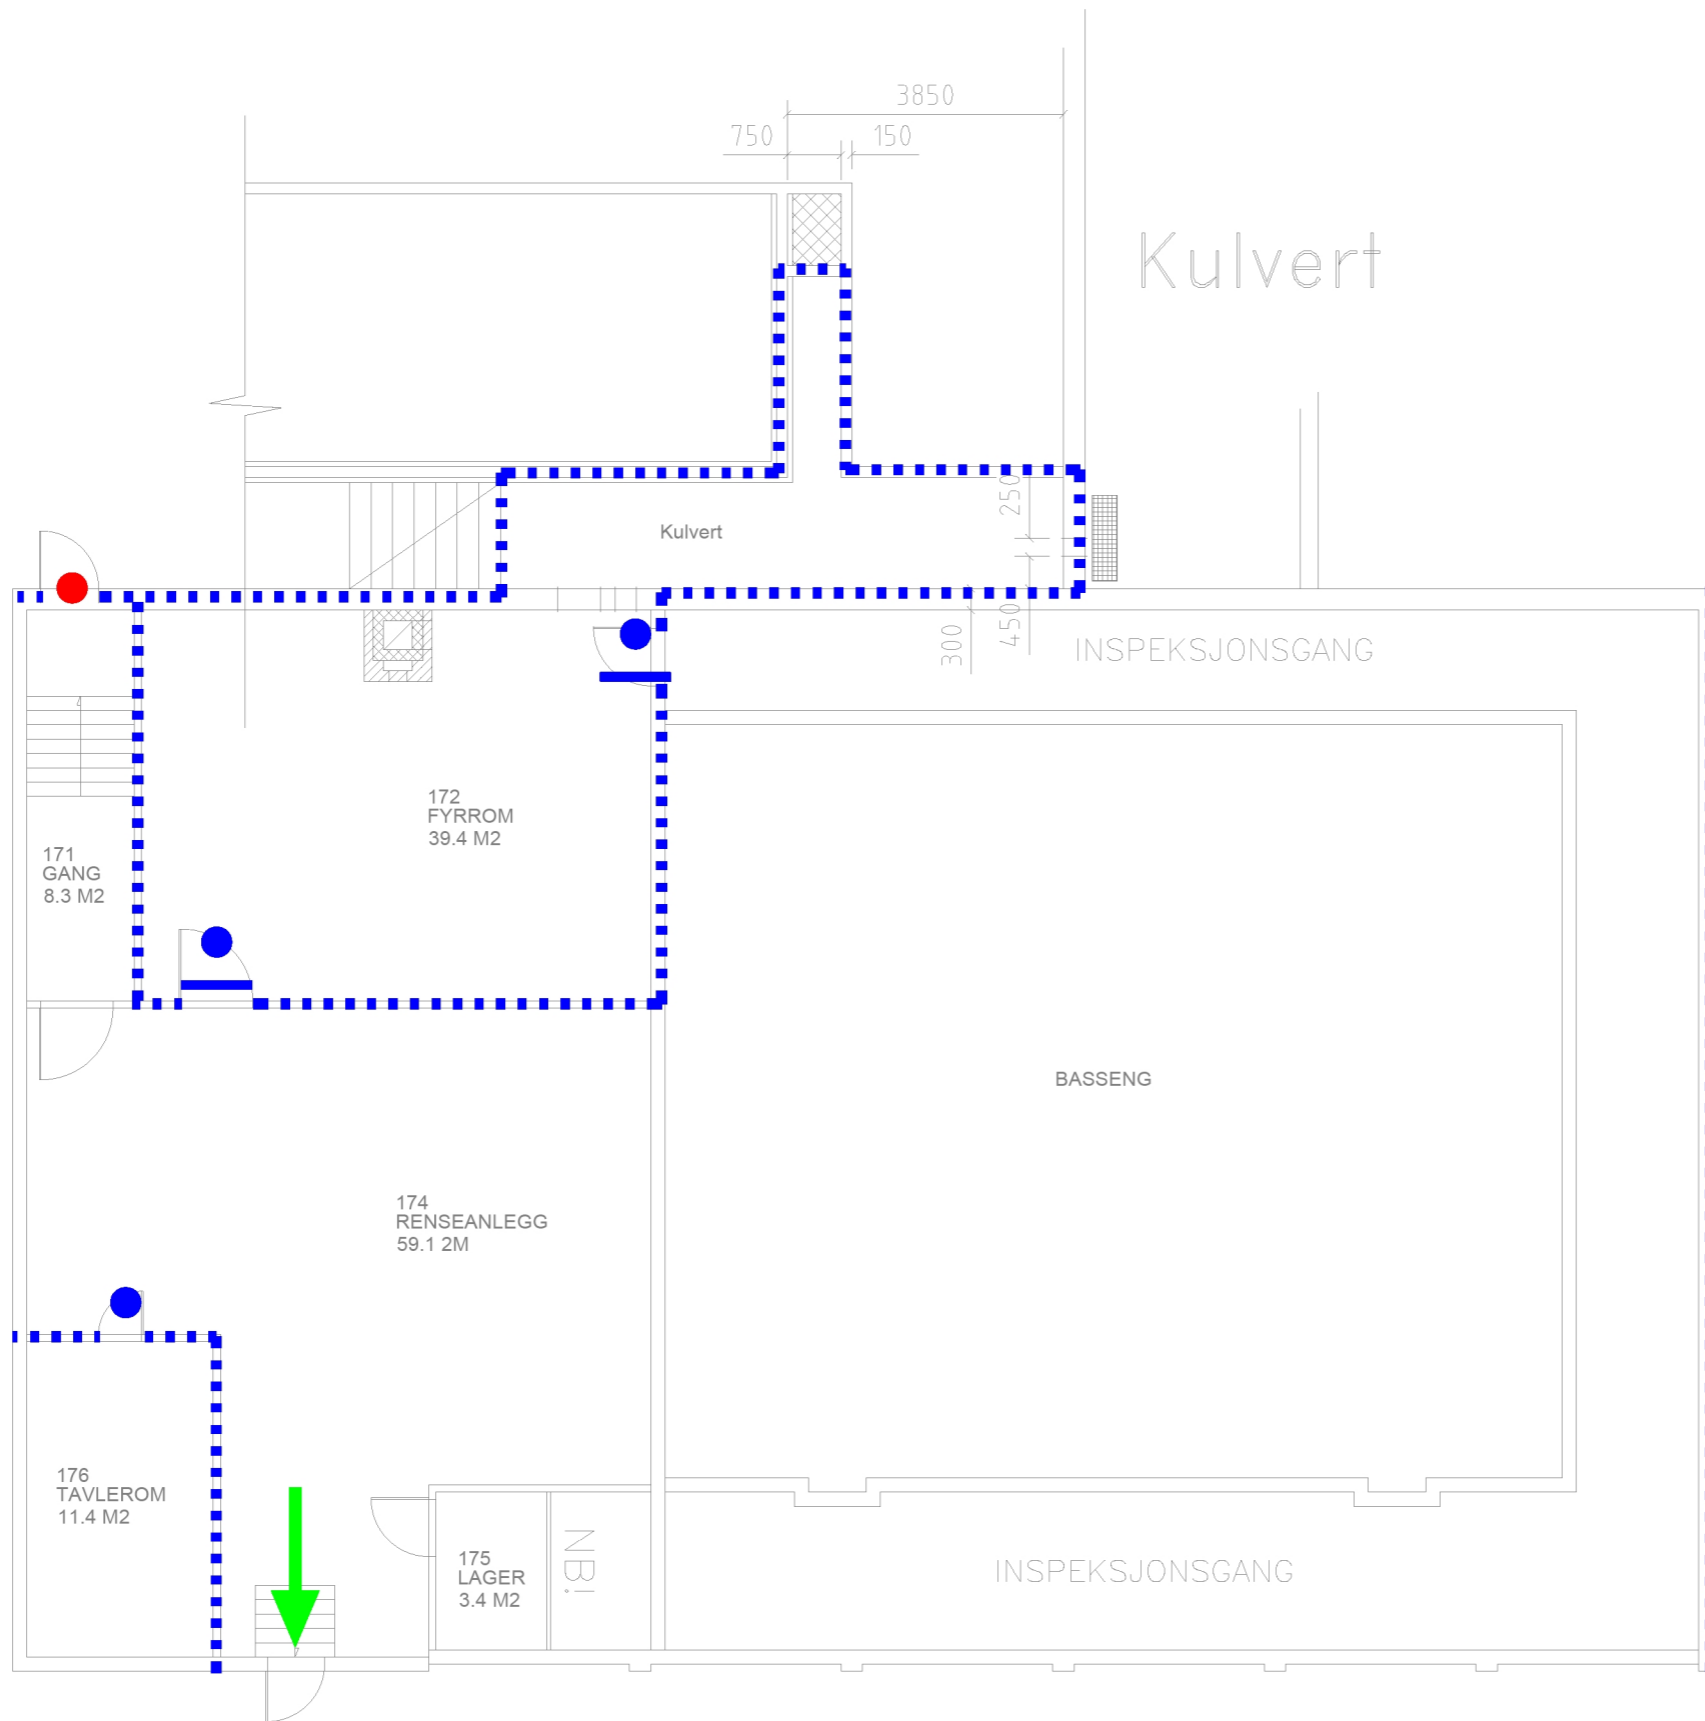 3850
750
150
Kulvert
250
Kulvert
450
300
INSPEKSJONSGANG
172
FYRROM
39.4 M2
171
GANG
8.3 M2
BASSENG
174
RENSEANLEGG
59.1 2M
176
TAVLEROM
11.4 M2
175
LAGER
3.4 M2
NB!
INSPEKSJONSGANG